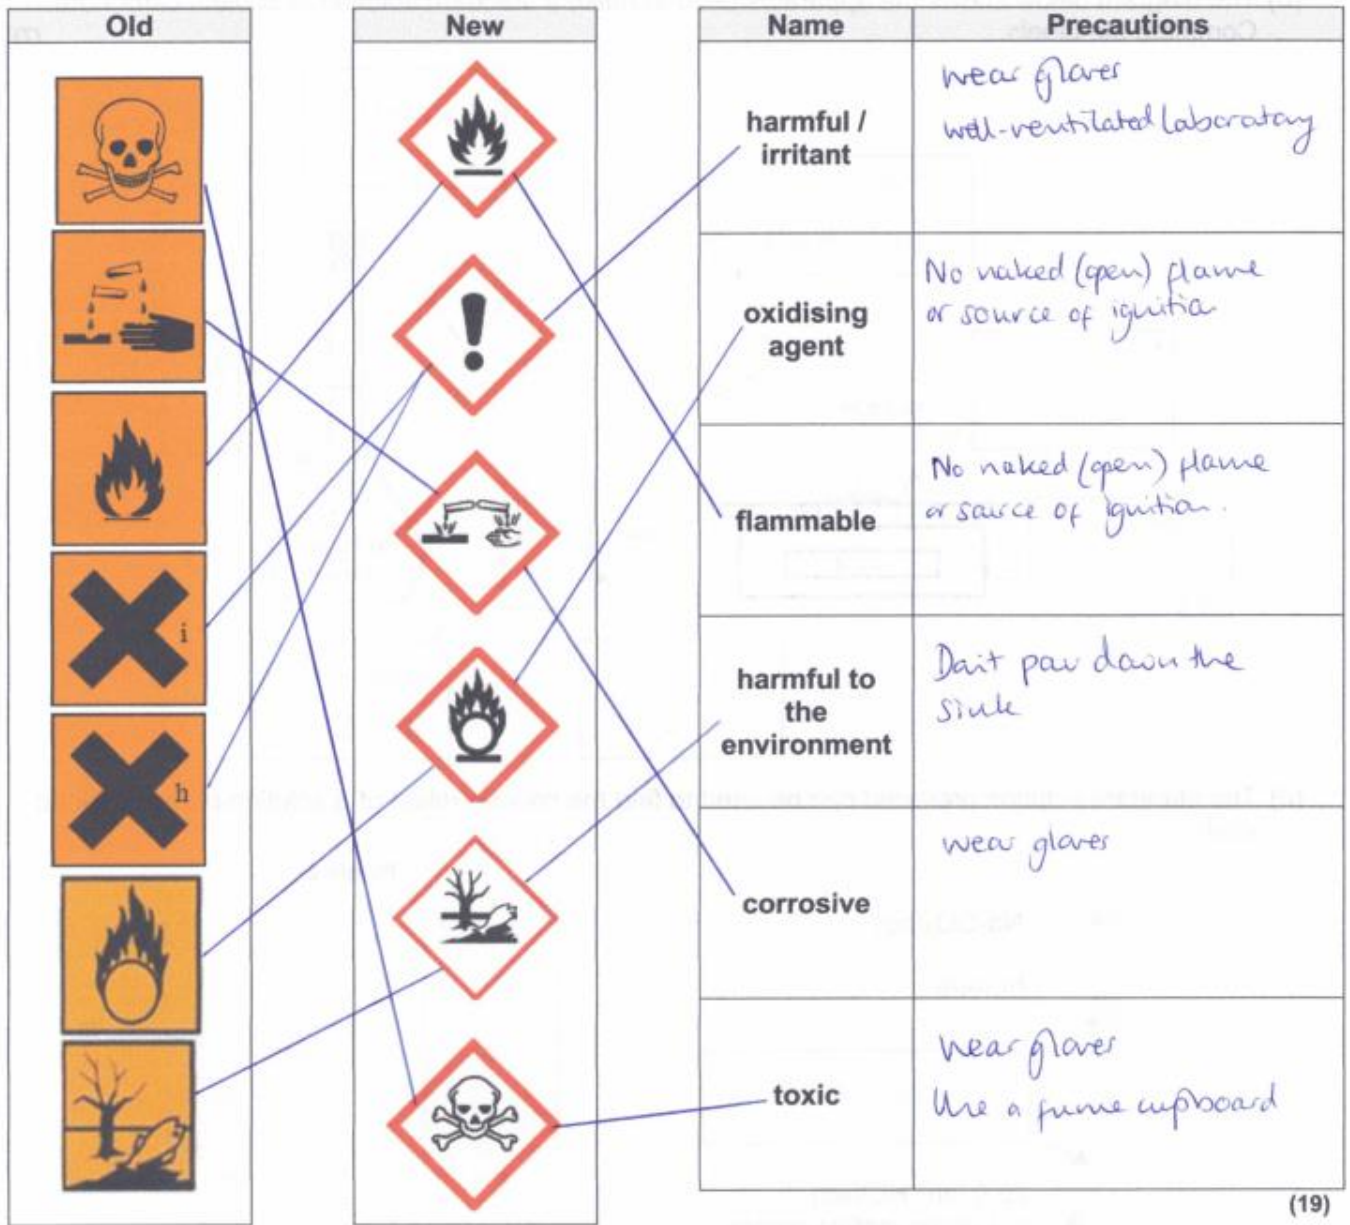 Old
New
Name
Precautions
harmful /
irritant
wear gloves
well-ventilated laboratory
oxidising
agent
No naked (open) flame
or source of ignition
flammable
No naked (open) flame
or source of ignition.
i
harmful to
the
environment
Don't pour down the
sink
h
corrosive
wear gloves
toxic
wear gloves
Use a fume cupboard
(19)